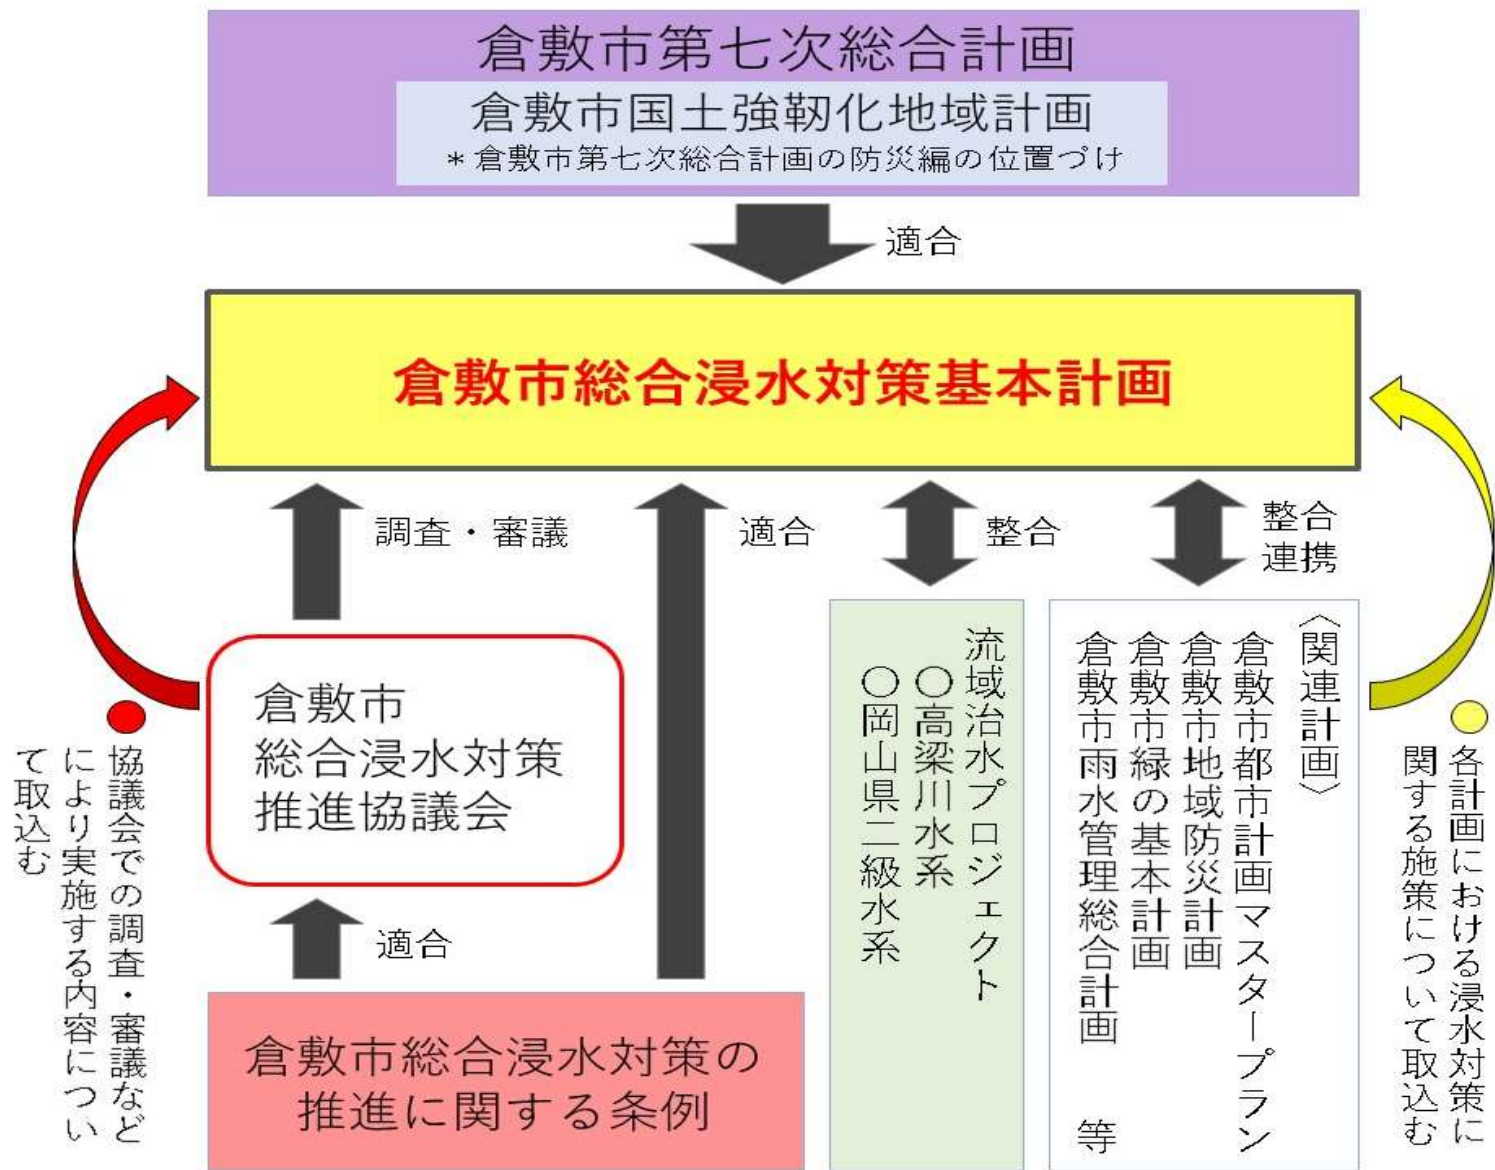 倉敷市第七次総合計画
倉敷市国土強靭化地域計画
*倉敷市第七次総合計画の防災編の位置づけ
適合
倉敷市総合浸水対策基本計画
調査・審議
適合
整合
整合
連携
倉敷市
総合浸水対策
推進協議会
適合
倉敷市総合浸水対策の
推進に関する条例
流域治水プロジェクト
〇高梁川水系
〇岡山県二級水系
〈関連計画〉
倉敷市都市計画マスタープラン
倉敷市地域防災計画
倉敷市緑の基本計画
倉敷市雨水管理総合計画 等
協議会での調査・審議など
により実施する内容につい
て取込む
各計画における浸水対策に
関する施策について取込む